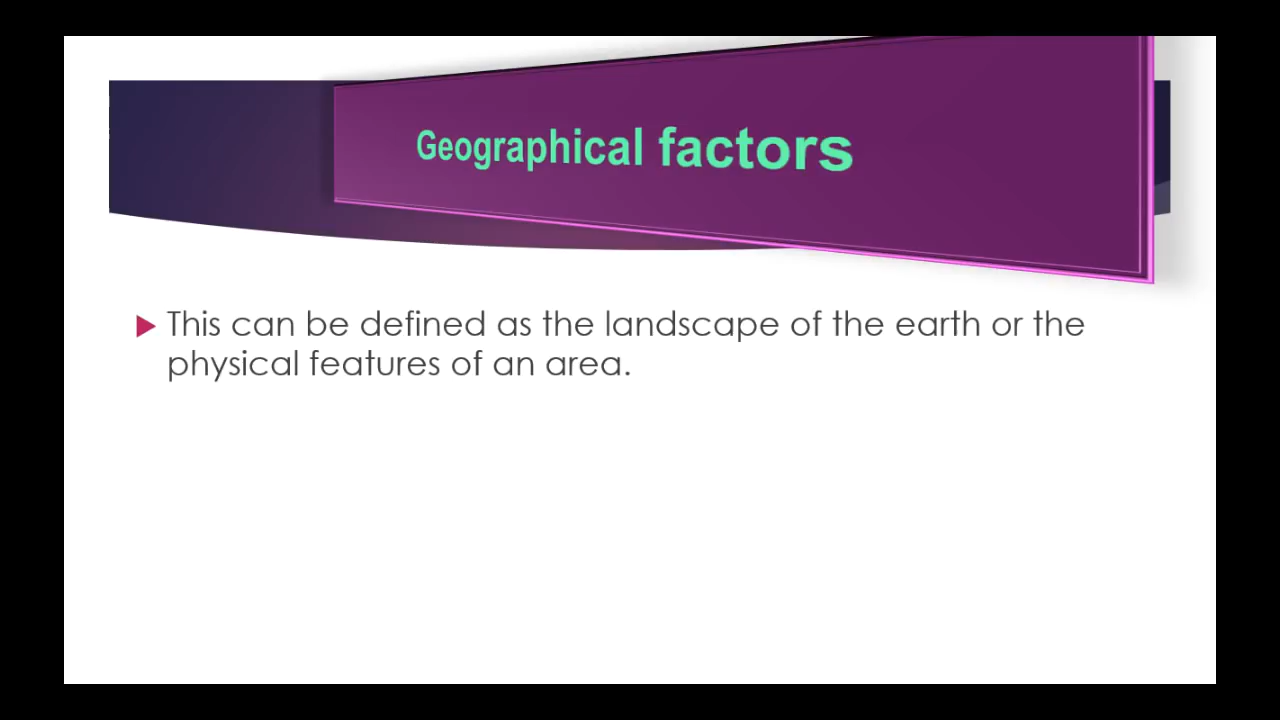 Geographical factors
This can be defined as the landscape of the earth or the
physical features of an area.